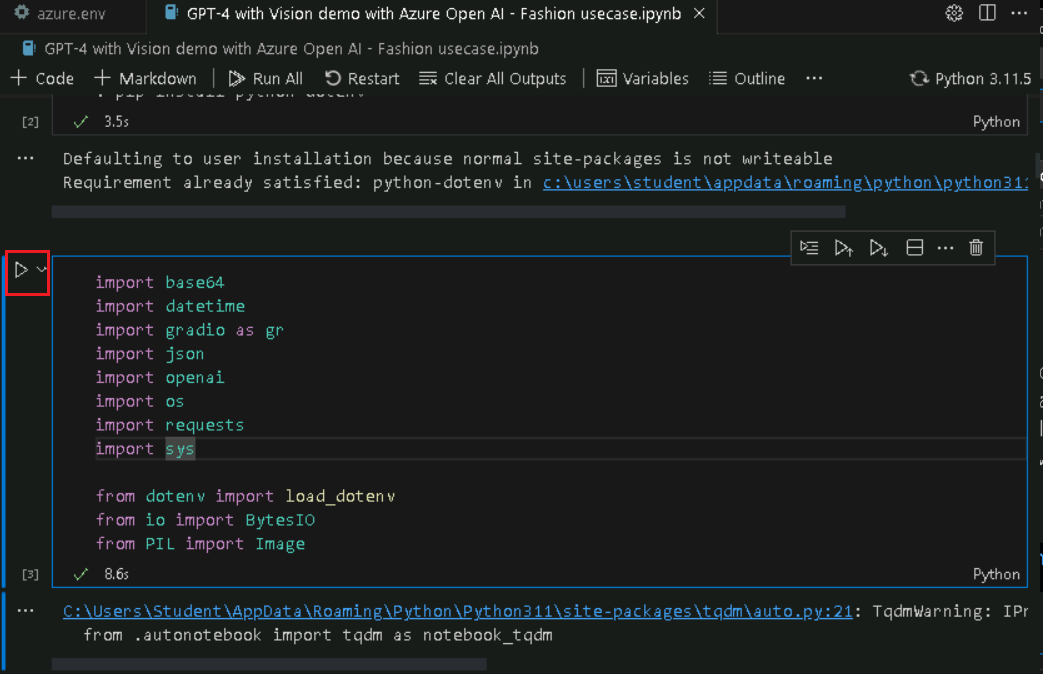 azure.env
GPT-4 with Vision demo with Azure Open AI - Fashion usecase.ipynb
GPT-4 with Vision demo with Azure Open AI - Fashion usecase.ipynb
Code Markdown Run All Restart Clear All Outputs Variables Outline ... Python 3.11.5
[2] 3.5s Python
Defaulting to user installation because normal site-packages is not writeable
Requirement already satisfied: python-dotenv in c:\users\student\appdata\roaming\python\python311
import base64
import datetime
import gradio as gr
import json
import openai
import os
import requests
import sys
from dotenv import load_dotenv
from io import BytesIO
from PIL import Image
[3] 8.6s Python
C:\Users\Student\AppData\Roaming\Python\Python311\site-packages\tqdm\auto.py:21: TqdmWarning: IPr
from .autonotebook import tqdm as notebook_tqdm